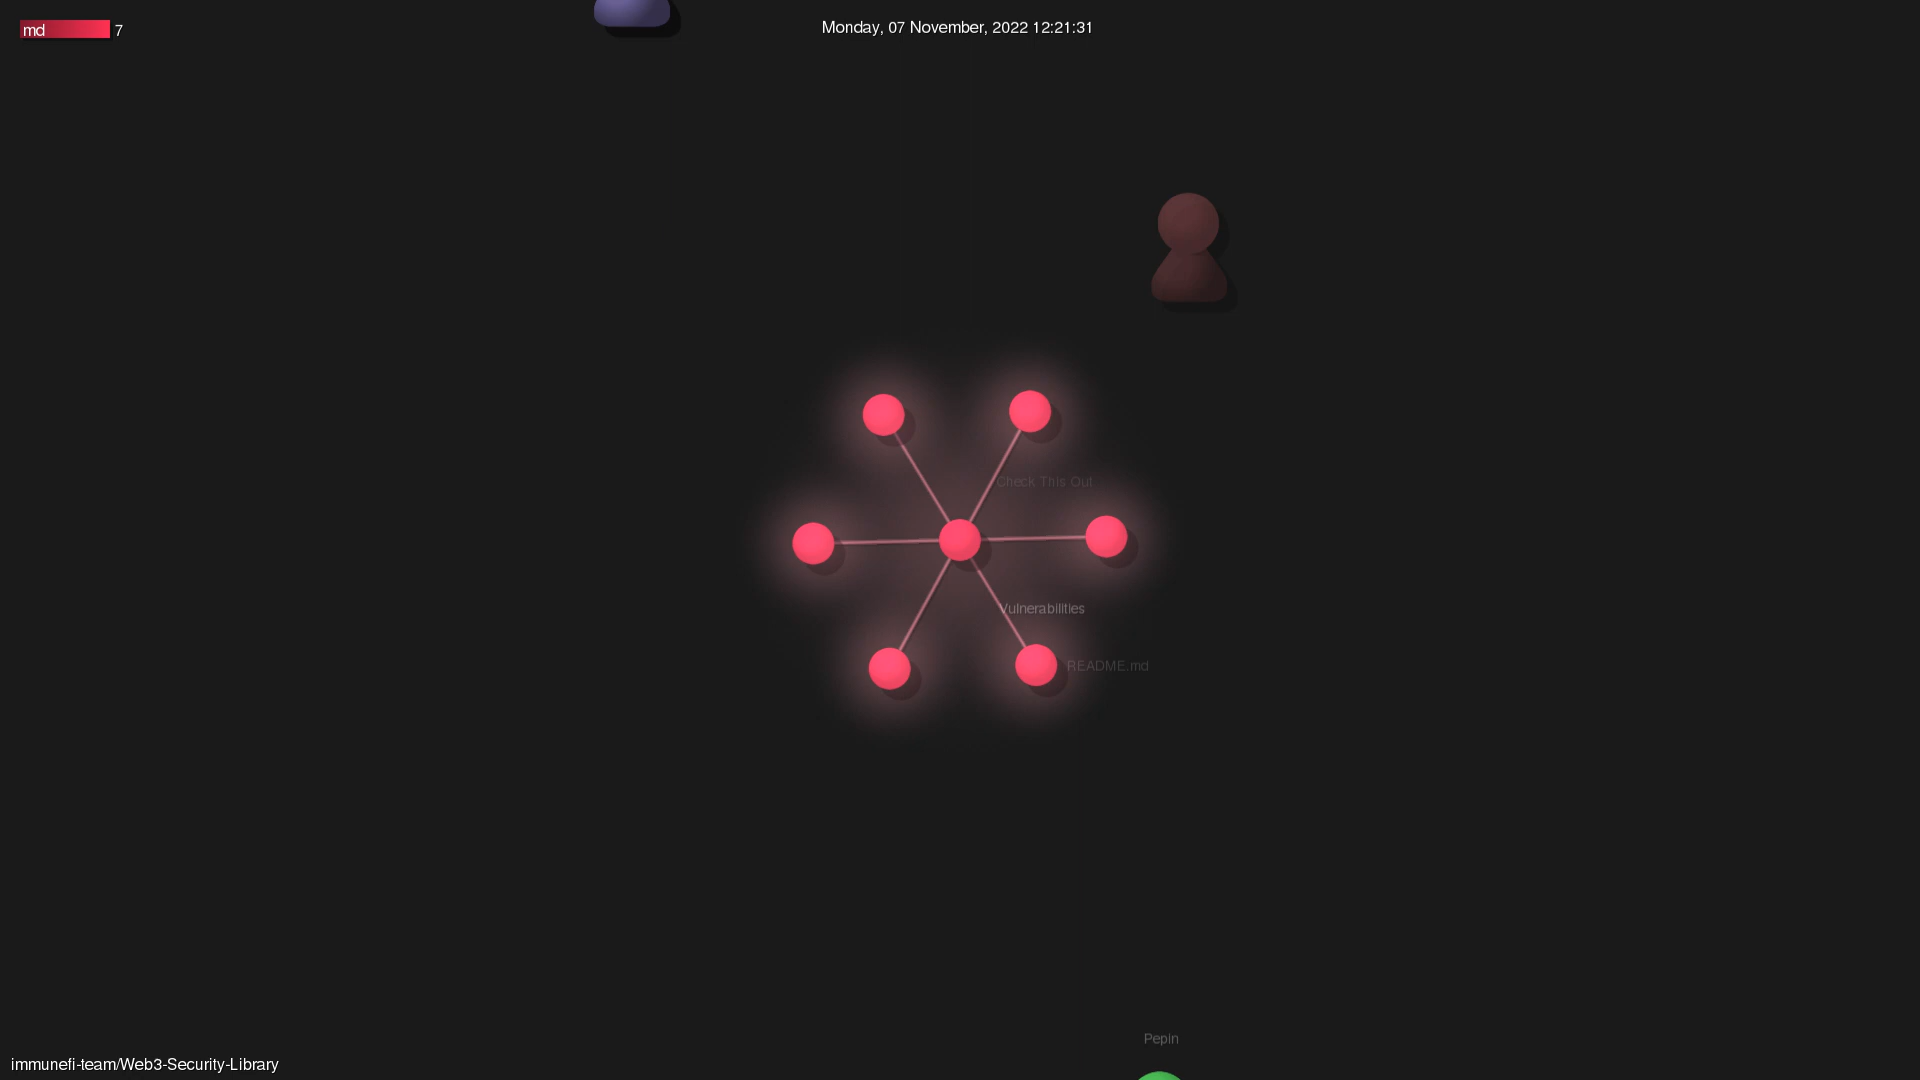 md 7
Monday, 07 November, 2022 12:21:31
Check This Out
Vulnerabilities
README.md
Pepin
immunefi-team/Web3-Security-Library